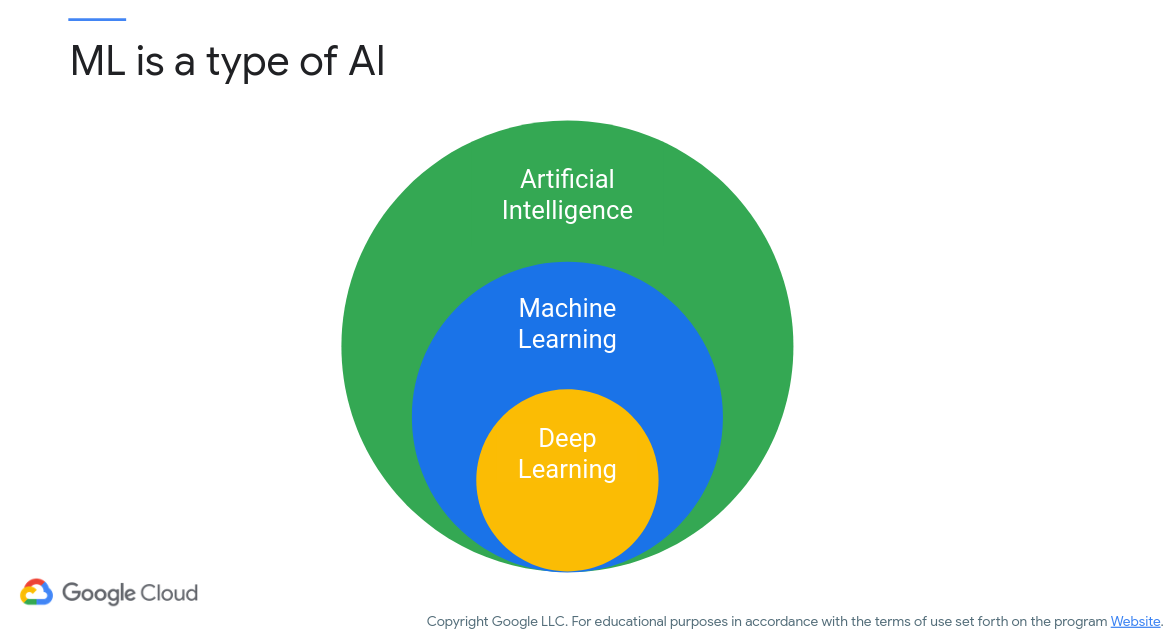 ML is a type of AI
Artificial
Intelligence
Machine
Learning
Deep
Learning
Google Cloud
Copyright Google LLC. For educational purposes in accordance with the terms of use set forth on the program Website.